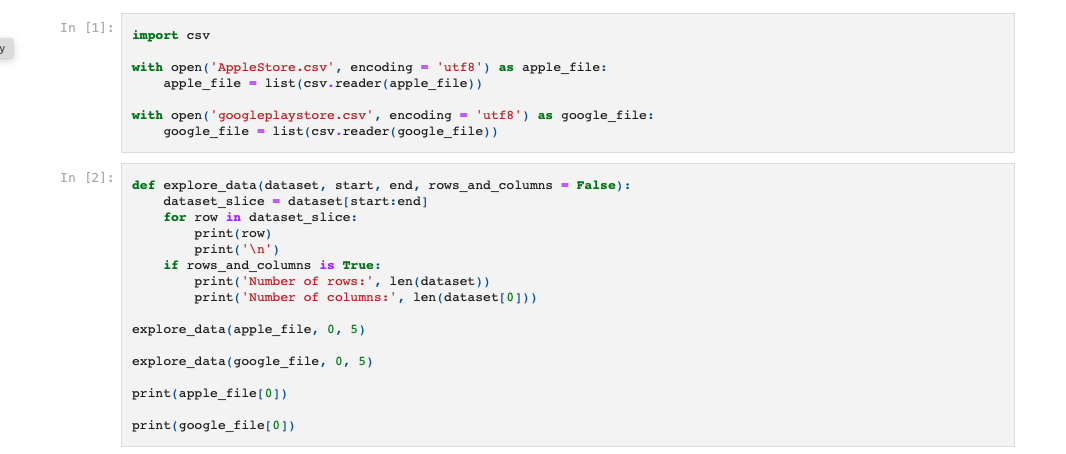 In [1]:
import csv
with open('AppleStore.csv', encoding = 'utf8') as apple_file:
    apple_file = list(csv.reader(apple_file))
with open('googleplaystore.csv', encoding = 'utf8') as google_file:
    google_file = list(csv.reader(google_file))
y
In [2]:
def explore_data(dataset, start, end, rows_and_columns = False):
    dataset_slice = dataset[start:end]
    for row in dataset_slice:
        print(row)
        print('\n')
    if rows_and_columns is True:
        print('Number of rows:', len(dataset))
        print('Number of columns:', len(dataset[0]))
explore_data(apple_file, 0, 5)
explore_data(google_file, 0, 5)
print(apple_file[0])
print(google_file[0])